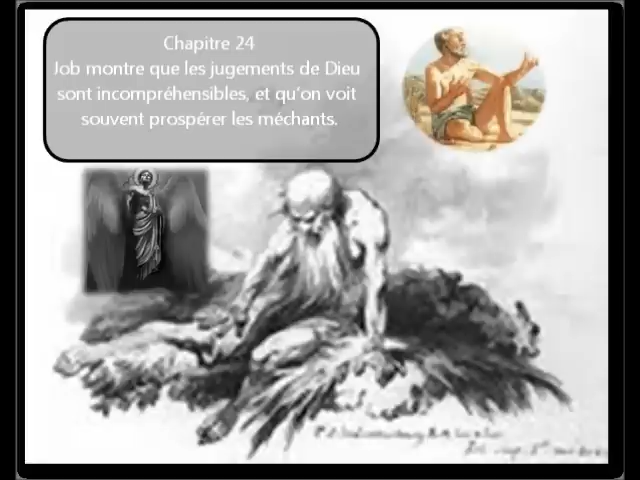 Chapitre 24
Job montre que les jugements de Dieu
sont incompréhensibles, et qu'on voit
souvent prospérer les méchants.